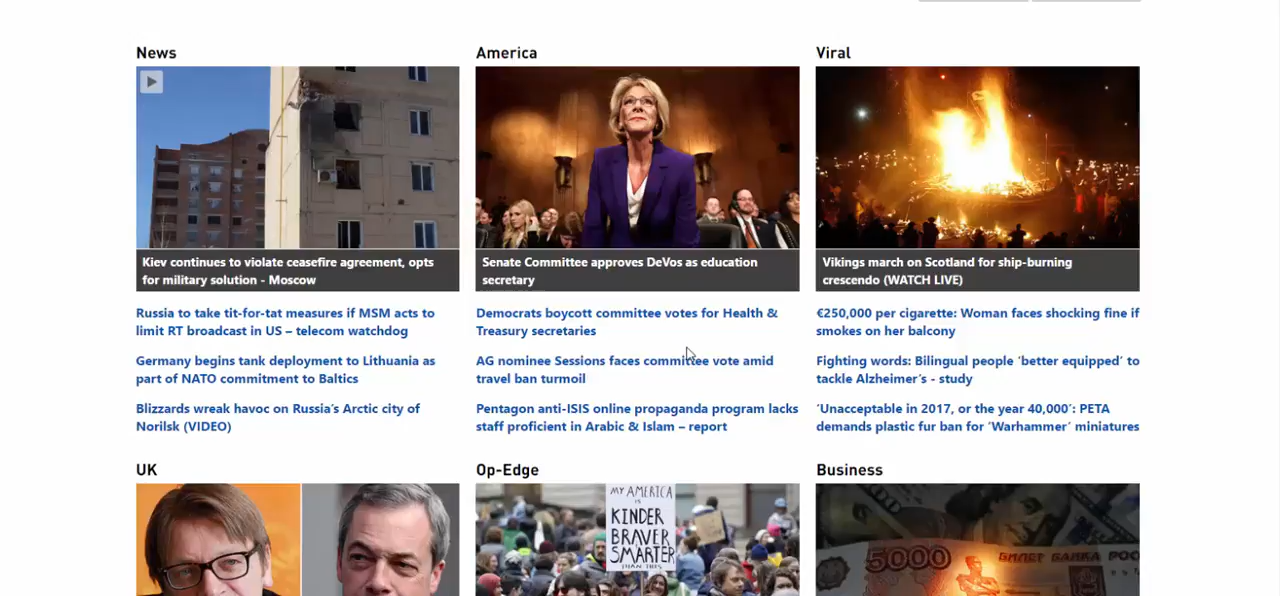 News
America
Viral
Kiev continues to violate ceasefire agreement, opts
for military solution - Moscow
Senate Committee approves DeVos as education
secretary
Vikings march on Scotland for ship-burning
crescendo (WATCH LIVE)
Russia to take tit-for-tat measures if MSM acts to
limit RT broadcast in US – telecom watchdog
Democrats boycott committee votes for Health &
Treasury secretaries
€250,000 per cigarette: Woman faces shocking fine if
smokes on her balcony
Germany begins tank deployment to Lithuania as
part of NATO commitment to Baltics
AG nominee Sessions faces committee vote amid
travel ban turmoil
Fighting words: Bilingual people ‘better equipped’ to
tackle Alzheimer’s - study
Blizzards wreak havoc on Russia’s Arctic city of
Norilsk (VIDEO)
Pentagon anti-ISIS online propaganda program lacks
staff proficient in Arabic & Islam – report
‘Unacceptable in 2017, or the year 40,000’: PETA
demands plastic fur ban for ‘Warhammer’ miniatures
UK
Op-Edge
Business
MY AMERICA
IS
KINDER
BRAVER
SMARTER
THAN THIS
5000
БИЛЕТ БАНКА РОС